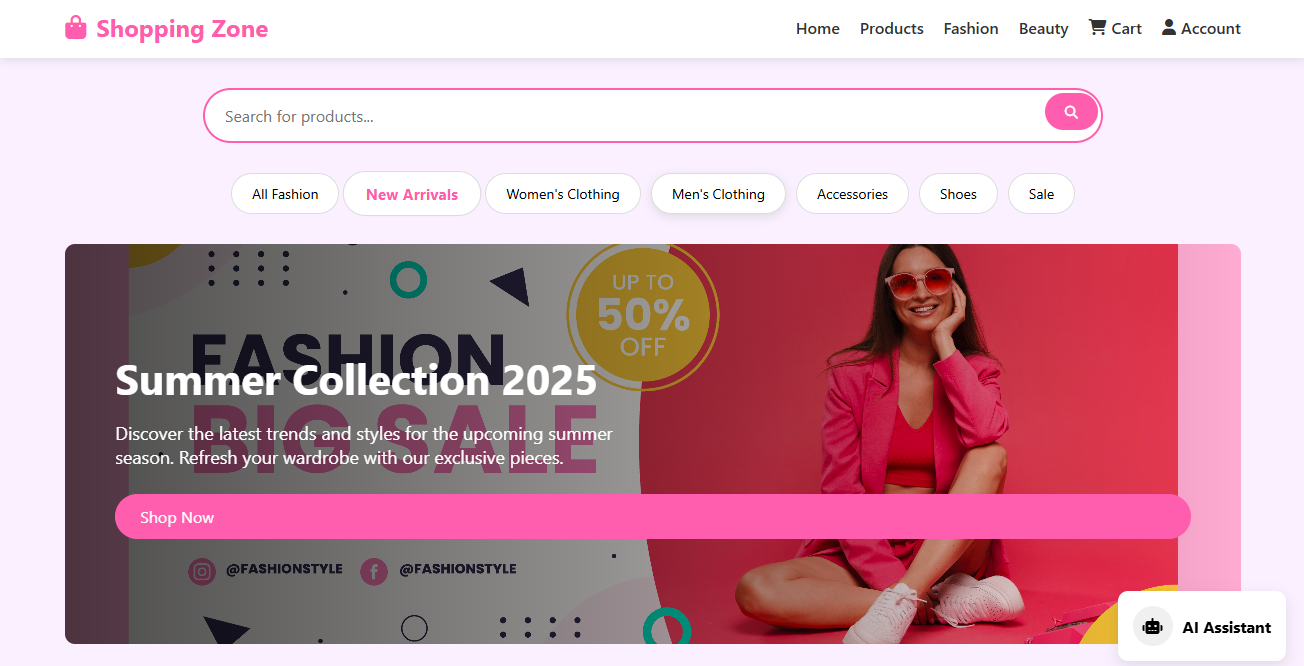 Shopping Zone
Home Products Fashion Beauty Cart Account
Search for products...
All Fashion New Arrivals Women's Clothing Men's Clothing Accessories Shoes Sale
UP TO
50%
OFF
FASHION
Summer Collection 2025
BIG SALE
Discover the latest trends and styles for the upcoming summer
season. Refresh your wardrobe with our exclusive pieces.
Shop Now
@FASHIONSTYLE @FASHIONSTYLE
AI Assistant